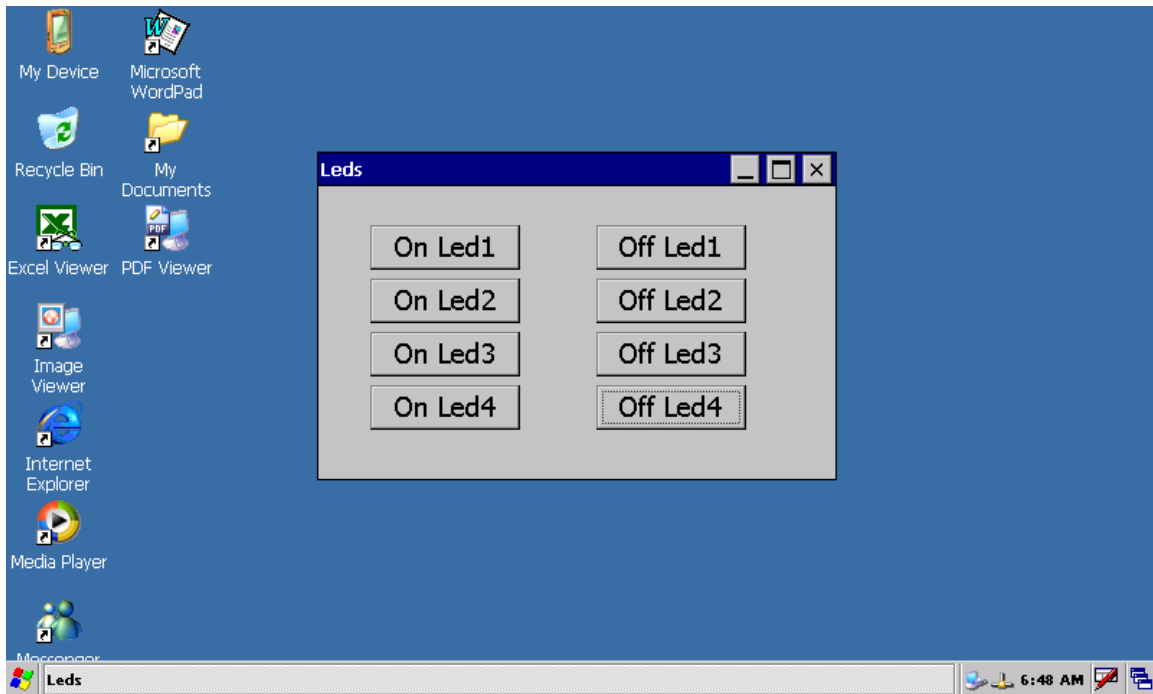 My Device
Microsoft
WordPad
Recycle Bin
My
Documents
Excel Viewer
PDF
PDF Viewer
Image
Viewer
Internet
Explorer
Media Player
Messenger
Leds
On Led1
Off Led1
On Led2
Off Led2
On Led3
Off Led3
On Led4
Off Led4
Leds
6:48 AM